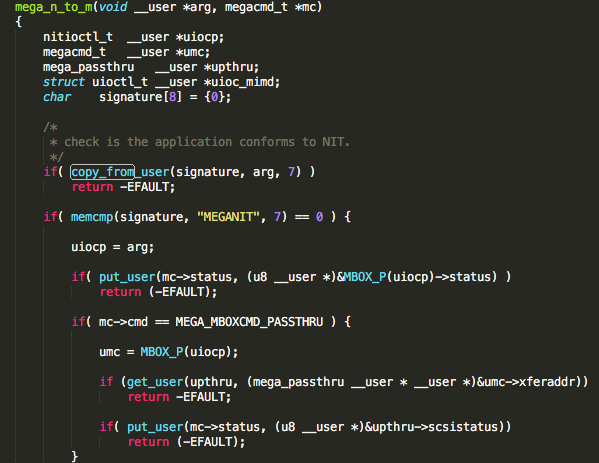 mega_n_to_m(void __user *arg, megacmd_t *mc)
{
nitioctl_t __user *uiocp;
megacmd_t __user *umc;
mega_passthru __user *upthru;
struct uioctl_t __user *uioc_mimd;
char signature[8] = {0};
/*
* check is the application conforms to NIT.
*/
if( copy_from_user(signature, arg, 7) )
return -EFAULT;
if( memcmp(signature, "MEGANIT", 7) == 0 ) {
uiocp = arg;
if( put_user(mc->status, (u8 __user *)&MBOX_P(uiocp)->status) )
return (-EFAULT);
if( mc->cmd == MEGA_MBOXCMD_PASSTHRU ) {
umc = MBOX_P(uiocp);
if (get_user(upthru, (mega_passthru __user * __user *)&umc->xferaddr))
return -EFAULT;
if( put_user(mc->status, (u8 __user *)&upthru->scsistatus))
return (-EFAULT);
}